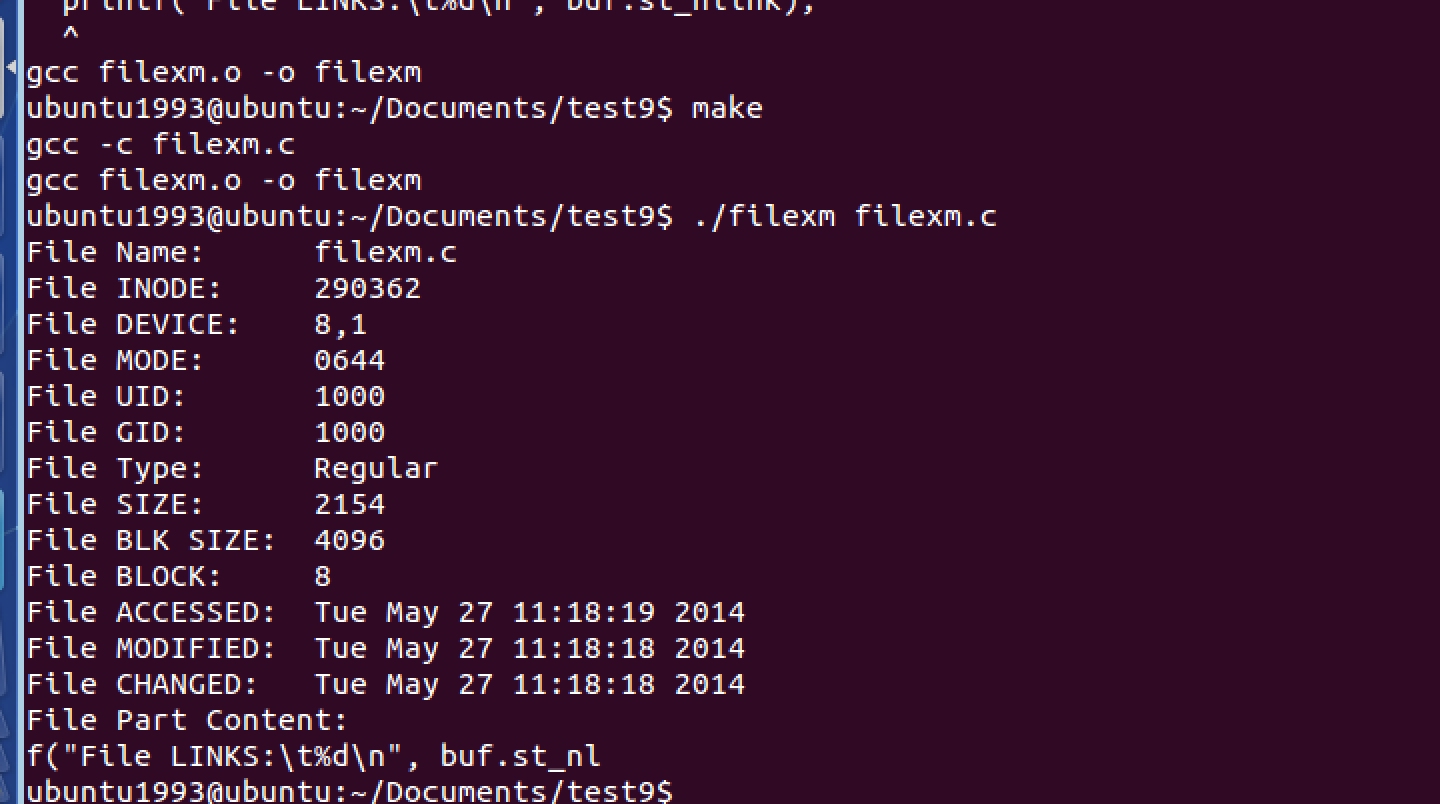 printf("File LINKS:\t%d\n", buf.st_nlink);
^
gcc filexm.o -o filexm
ubuntu1993@ubuntu:~/Documents/test9$ make
gcc -c filexm.c
gcc filexm.o -o filexm
ubuntu1993@ubuntu:~/Documents/test9$ ./filexm filexm.c
File Name:      filexm.c
File INODE:     290362
File DEVICE:    8,1
File MODE:      0644
File UID:       1000
File GID:       1000
File Type:      Regular
File SIZE:      2154
File BLK SIZE:  4096
File BLOCK:     8
File ACCESSED:  Tue May 27 11:18:19 2014
File MODIFIED:  Tue May 27 11:18:18 2014
File CHANGED:   Tue May 27 11:18:18 2014
File Part Content:
f("File LINKS:\t%d\n", buf.st_nl
ubuntu1993@ubuntu:~/Documents/test9$